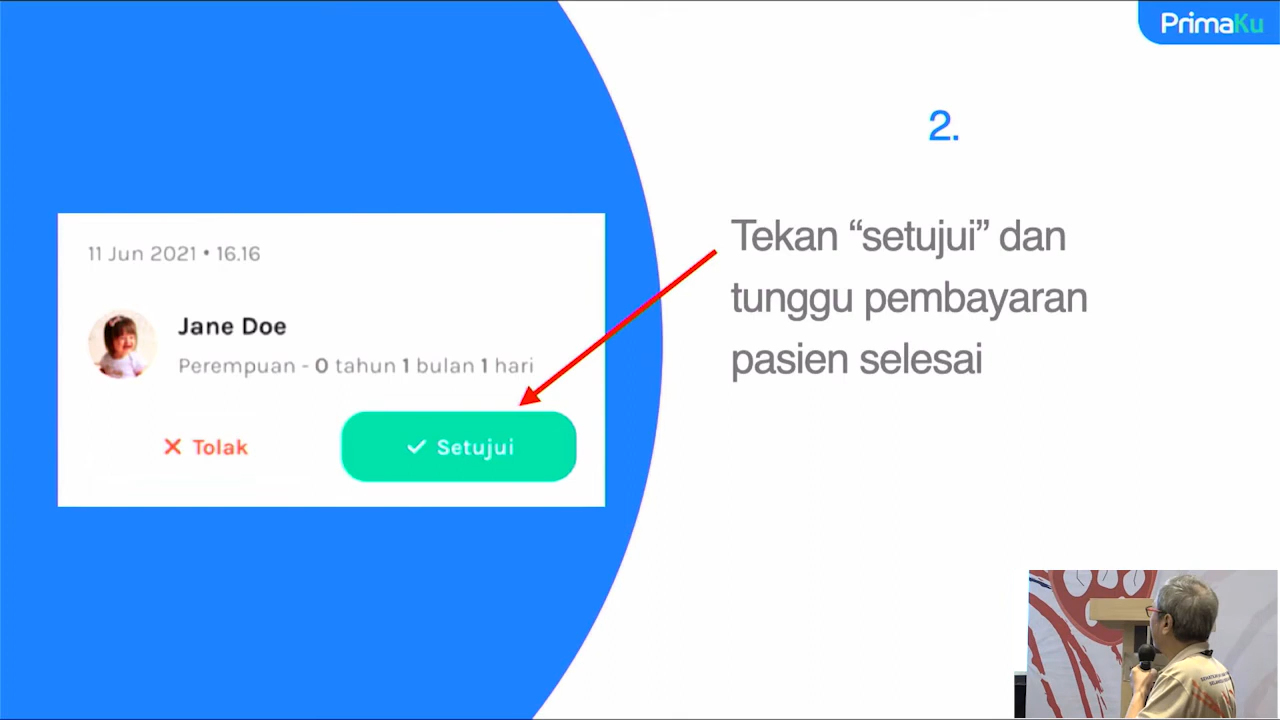 PrimaKu
2.
Tekan “setujui” dan
tunggu pembayaran
pasien selesai
11 Jun 2021 • 16.16
Jane Doe
Perempuan - 0 tahun 1 bulan 1 hari
Tolak
Setujui